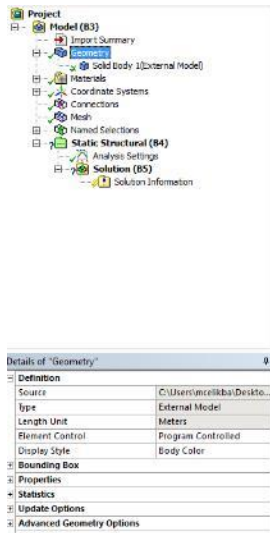 Project
Model (B3)
Import Summary
Geometry
Solid Body 1(External Model)
Materials
Coordinate Systems
Connections
Mesh
Named Selections
Static Structural (B4)
Analysis Settings
Solution (B5)
Solution Information
Details of "Geometry"
Definition
Source C:\Users\mcelikba\Deskto...
Type External Model
Length Unit Meters
Element Control Program Controlled
Display Style Body Color
Bounding Box
Properties
Statistics
Update Options
Advanced Geometry Options